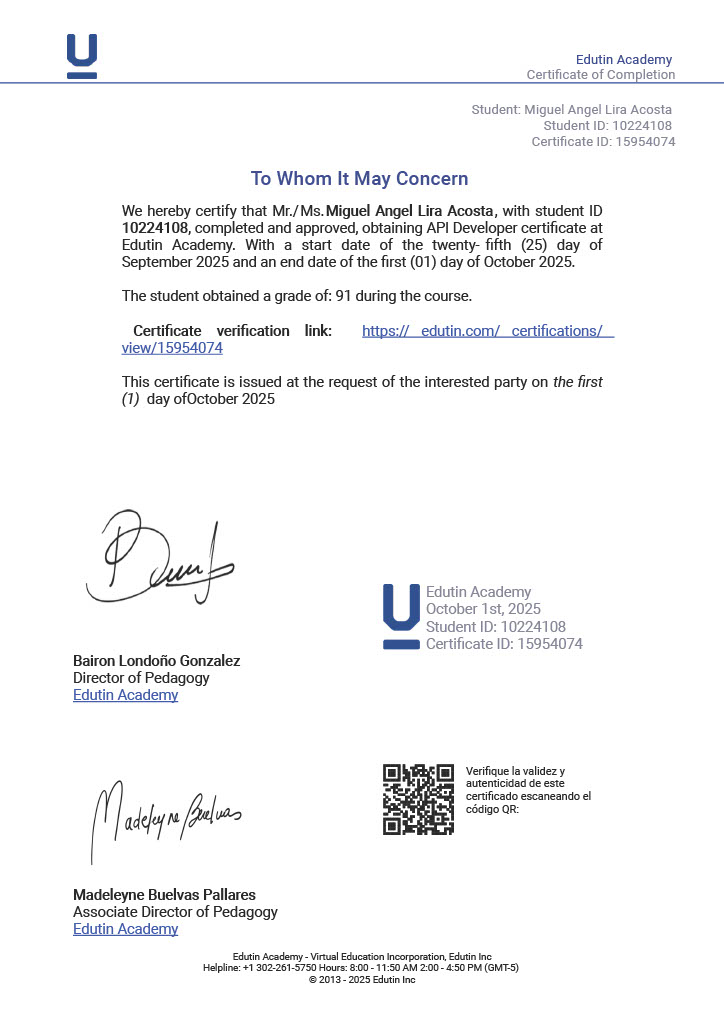 Edutin Academy
Certificate of Completion
Student: Miguel Angel Lira Acosta
Student ID: 10224108
Certificate ID: 15954074
To Whom It May Concern
We hereby certify that Mr./Ms. Miguel Angel Lira Acosta, with student ID
10224108, completed and approved, obtaining API Developer certificate at
Edutin Academy. With a start date of the twenty- fifth (25) day of
September 2025 and an end date of the first (01) day of October 2025.
The student obtained a grade of: 91 during the course.
Certificate verification link: https:// edutin.com/ certifications/
view/15954074
This certificate is issued at the request of the interested party on the first
(1) day ofOctober 2025
Edutin Academy
October 1st, 2025
Student ID: 10224108
Certificate ID: 15954074
Bairon Londoño Gonzalez
Director of Pedagogy
Edutin Academy
Verifique la validez y
autenticidad de este
certificado escaneando el
código QR:
Madeleyne Buelvas
Madeleyne Buelvas Pallares
Associate Director of Pedagogy
Edutin Academy
Edutin Academy - Virtual Education Incorporation, Edutin Inc
Helpline: +1 302-261-5750 Hours: 8:00 - 11:50 AM 2:00 - 4:50 PM (GMT-5)
© 2013 - 2025 Edutin Inc